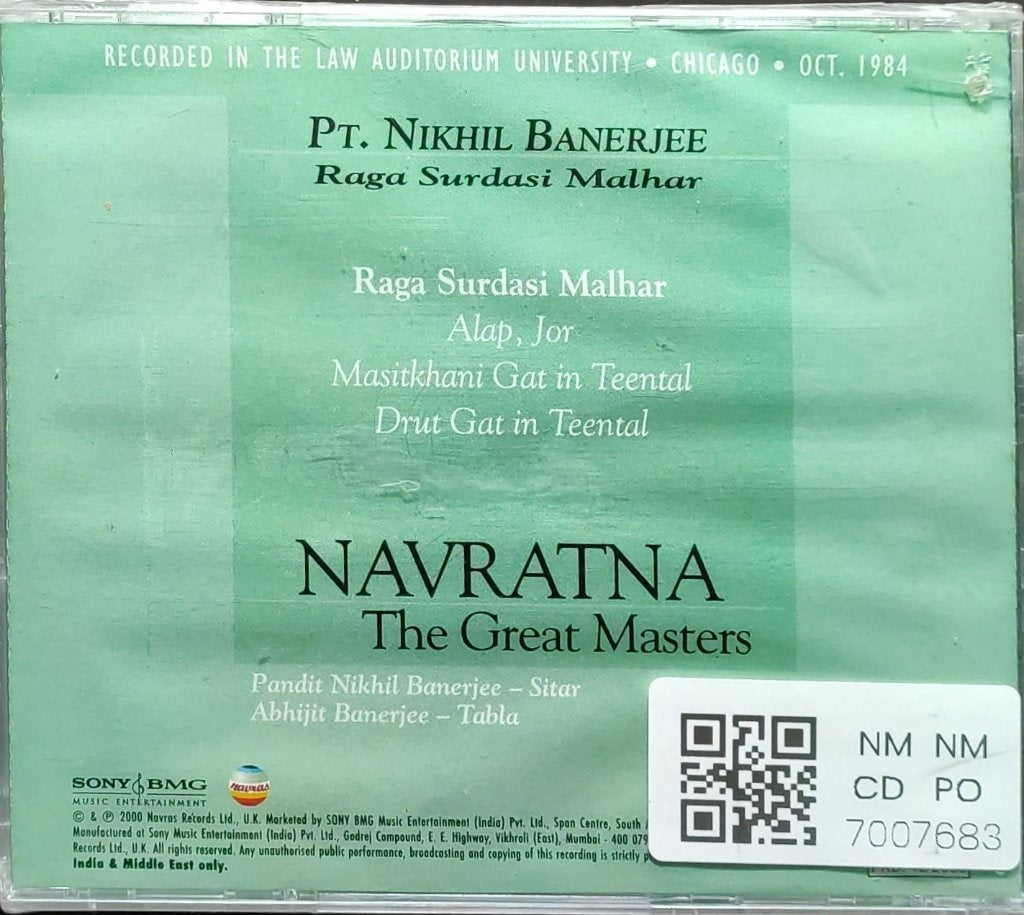 RECORDED IN THE LAW AUDITORIUM UNIVERSITY • CHICAGO • OCT. 1984
PT. NIKHIL BANERJEE
Raga Surdasi Malhar
Raga Surdasi Malhar
Alap, Jor
Masitkhani Gat in Teental
Drut Gat in Teental
NAVRATNA
The Great Masters
Pandit Nikhil Banerjee – Sitar
Abhijit Banerjee – Tabla
SONY BMG
MUSIC ENTERTAINMENT
navras
© & ℗ 2000 Navras Records Ltd., U.K. Marketed by SONY BMG Music Entertainment (India) Pvt. Ltd., Span Centre, South
Manufactured at Sony Music Entertainment (India) Pvt. Ltd., Godrej Compound, E. E. Highway, Vikhroli (East), Mumbai - 400 079
Records Ltd., U.K. All rights reserved. Any unauthorised public performance, broadcasting and copying of this recording is strictly
India & Middle East only.
NM NM
CD PO
7007683